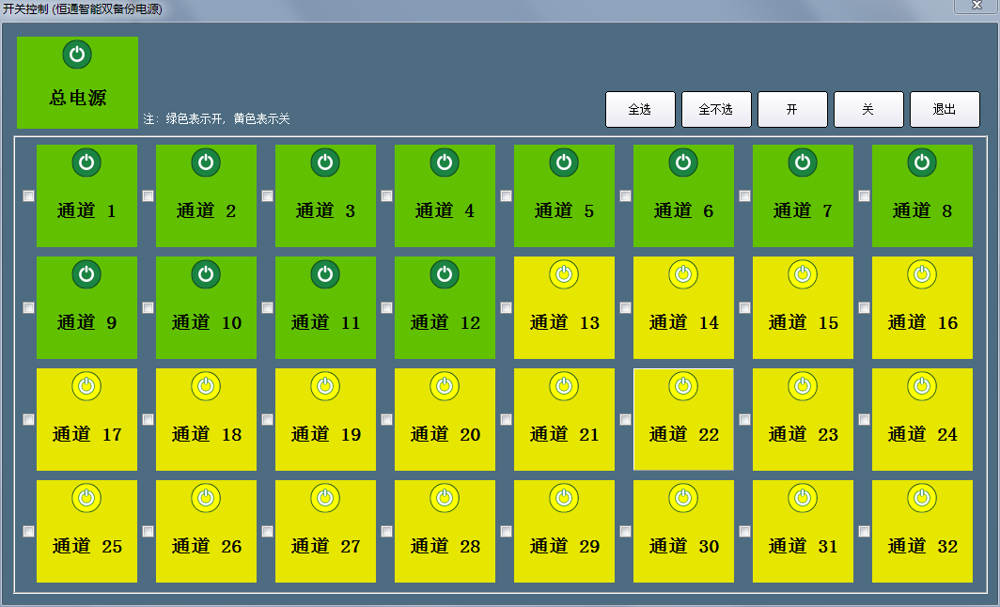 开关控制 (恒通智能双备份电源)
总电源
注: 绿色表示开, 黄色表示关
全选
全不选
开
关
退出
通道 1
通道 2
通道 3
通道 4
通道 5
通道 6
通道 7
通道 8
通道 9
通道 10
通道 11
通道 12
通道 13
通道 14
通道 15
通道 16
通道 17
通道 18
通道 19
通道 20
通道 21
通道 22
通道 23
通道 24
通道 25
通道 26
通道 27
通道 28
通道 29
通道 30
通道 31
通道 32